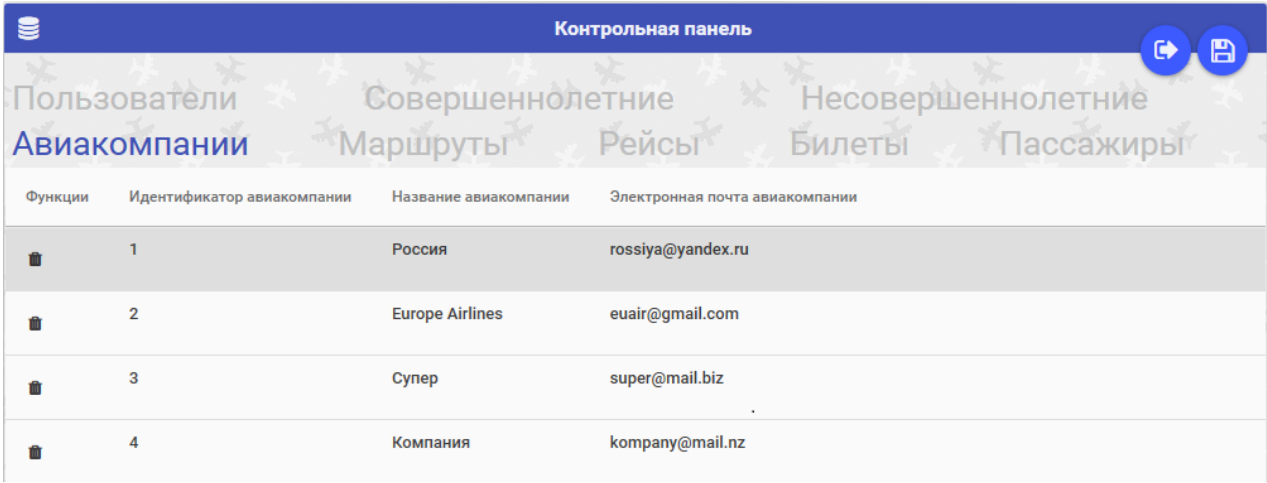 Контрольная панель
Пользователи Совершеннолетние Несовершеннолетние
Авиакомпании Маршруты Рейсы Билеты Пассажиры
Функции Идентификатор авиакомпании Название авиакомпании Электронная почта авиакомпании
1 Россия rossiya@yandex.ru
2 Europe Airlines euair@gmail.com
3 Супер super@mail.biz
4 Компания kompany@mail.nz